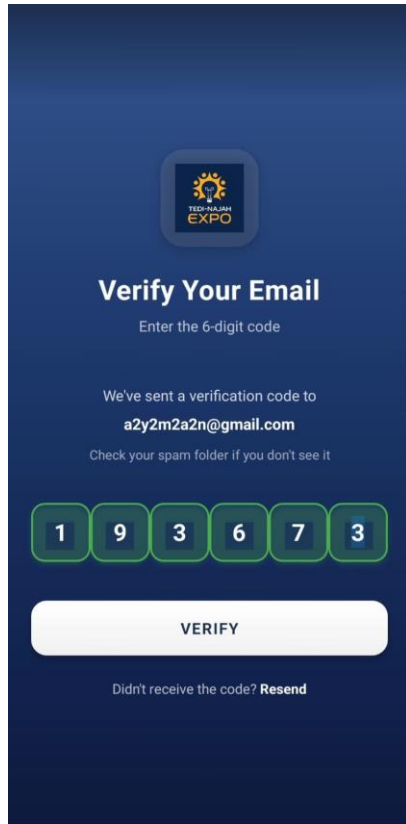 TEDI-NAJAH
EXPO
Verify Your Email
Enter the 6-digit code
We've sent a verification code to
a2y2m2a2n@gmail.com
Check your spam folder if you don't see it
1 9 3 6 7 3
VERIFY
Didn't receive the code? Resend